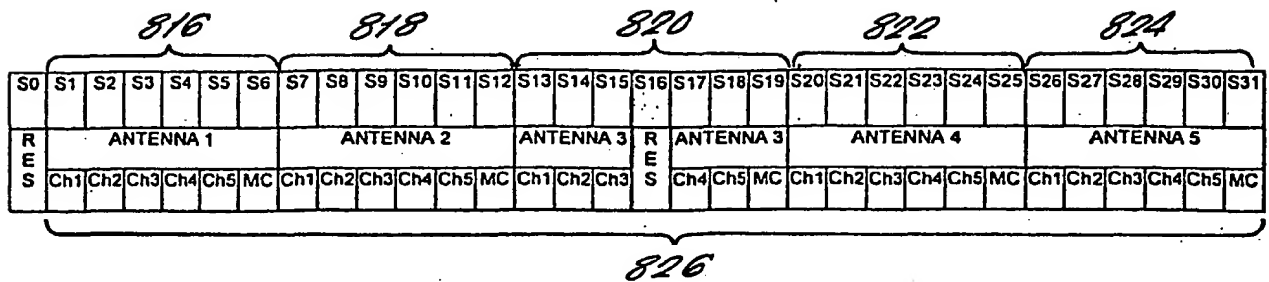 816 818 820 822 824
S0 S1 S2 S3 S4 S5 S6 S7 S8 S9 S10 S11 S12 S13 S14 S15 S16 S17 S18 S19 S20 S21 S22 S23 S24 S25 S26 S27 S28 S29 S30 S31
RES ANTENNA 1 ANTENNA 2 ANTENNA 3 RES ANTENNA 3 ANTENNA 4 ANTENNA 5
Ch1 Ch2 Ch3 Ch4 Ch5 MC Ch1 Ch2 Ch3 Ch4 Ch5 MC Ch1 Ch2 Ch3 Ch4 Ch5 MC Ch1 Ch2 Ch3 Ch4 Ch5 MC Ch1 Ch2 Ch3 Ch4 Ch5 MC
826